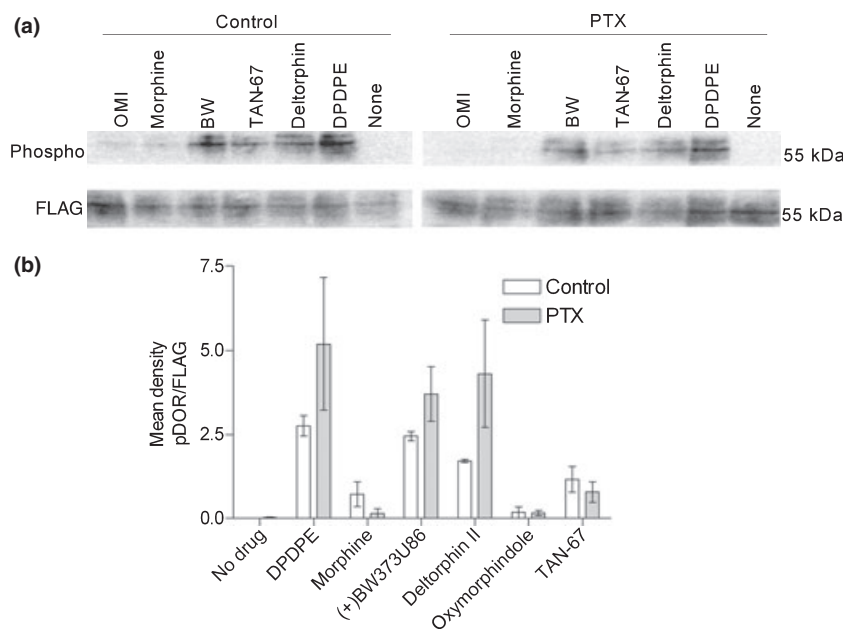 (a)
Control
PTX
OMI
Morphine
BW
TAN-67
Deltorphin
DPDPE
None
OMI
Morphine
BW
TAN-67
Deltorphin
DPDPE
None
Phospho
55 kDa
FLAG
55 kDa
(b)
Mean density
pDOR/FLAG
7.5
5.0
2.5
0.0
Control
PTX
No drug
DPDPE
Morphine
(+)BW373U86
Deltorphin II
Oxymorphindole
TAN-67